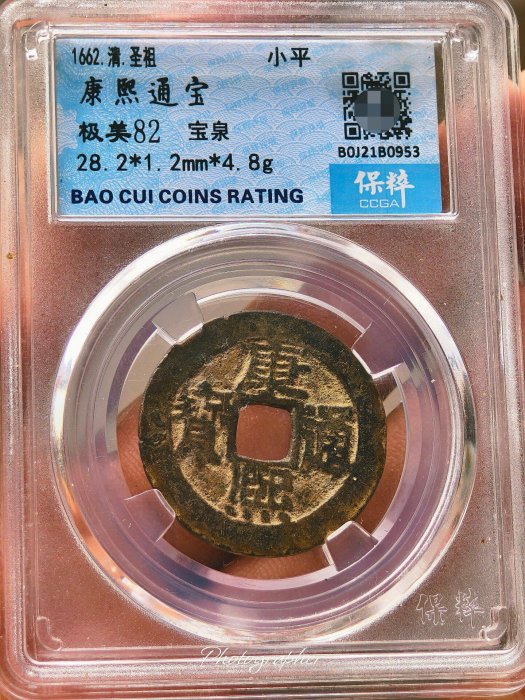 1662.清.圣祖 小平
康熙通宝
极美82 宝泉
28.2*1.2mm*4.8g
B0J21B0953
BAO CUI COINS RATING
保粹
CCGA
康熙通寶
保粹
Photographer